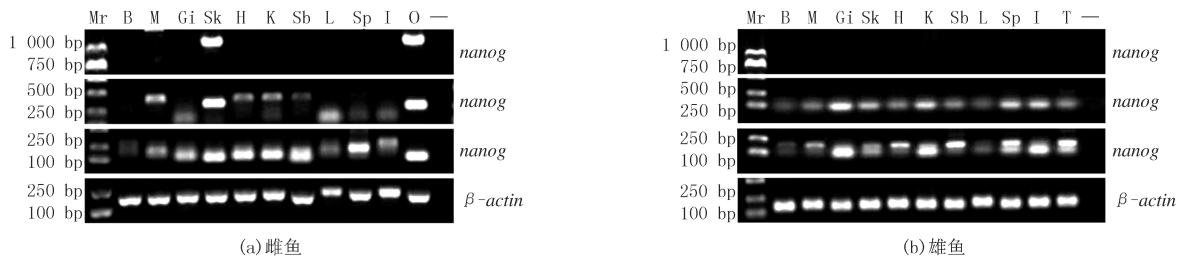 Mr B M Gi Sk H K Sb L Sp I O —
1 000 bp
750 bp
nanog
500 bp
250 bp
nanog
250 bp
100 bp
nanog
250 bp
100 bp
β-actin
(a)雌鱼
Mr B M Gi Sk H K Sb L Sp I T —
1 000 bp
750 bp
nanog
500 bp
250 bp
nanog
250 bp
100 bp
nanog
250 bp
100 bp
β-actin
(b)雄鱼